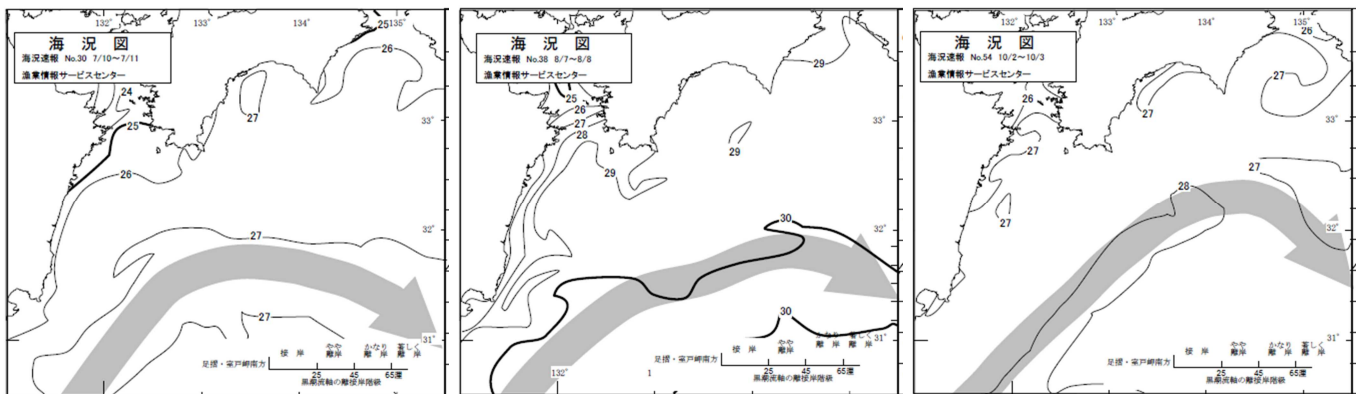 132° 133° 134° 135°
海 況 図
海況速報 No.30 7/10～7/11
漁業情報サービスセンター
25
26
24
27
25
33°
26
27
32°
27
31°
接 岸 やや離岸 かなり離岸 著しく離岸
足摺・室戸岬南方
25 45 65浬
黒潮流軸の離接岸階級
132° 133° 134° 135°
海 況 図
海況速報 No.38 8/7～8/8
漁業情報サービスセンター
29
25
26
27
28
33°
29
29
30
32°
30
31°
接 岸 やや離岸 かなり離岸 著しく離岸
足摺・室戸岬南方
132° 1
25 45 65浬
黒潮流軸の離接岸階級
132° 133° 134° 135°
海 況 図
海況速報 No.54 10/2～10/3
漁業情報サービスセンター
26
27
26
33°
27
27
28
27
32°
31°
接 岸 やや離岸 かなり離岸 著しく離岸
足摺・室戸岬南方
25 45 65浬
黒潮流軸の離接岸階級